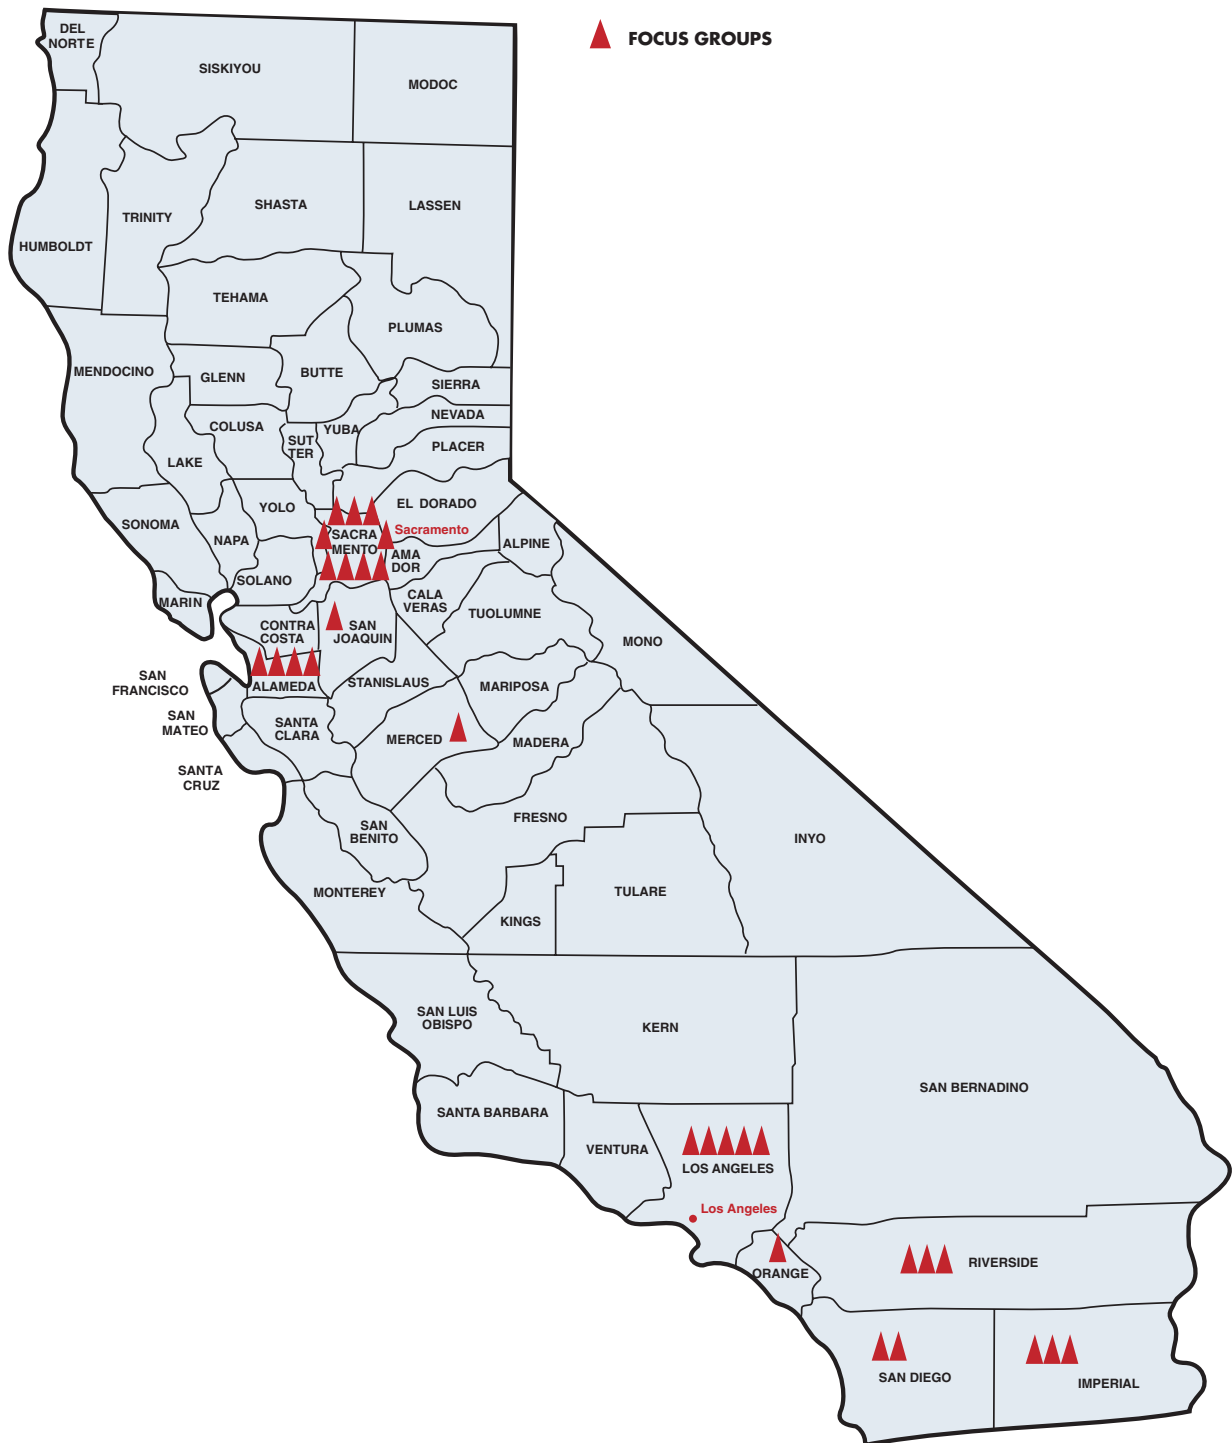 DEL
NORTE
SISKIYOU
MODOC
FOCUS GROUPS
HUMBOLDT
TRINITY
SHASTA
LASSEN
TEHAMA
PLUMAS
MENDOCINO
GLENN
BUTTE
SIERRA
NEVADA
COLUSA
SUT
TER
YUBA
PLACER
LAKE
YOLO
EL DORADO
SONOMA
NAPA
SACRA
MENTO
Sacramento
AMA
DOR
ALPINE
SOLANO
MARIN
CALA
VERAS
TUOLUMNE
MONO
CONTRA
COSTA
SAN
JOAQUIN
SAN
FRANCISCO
ALAMEDA
STANISLAUS
MARIPOSA
SAN
MATEO
SANTA
CLARA
MERCED
MADERA
SANTA
CRUZ
FRESNO
SAN
BENITO
INYO
MONTEREY
TULARE
KINGS
SAN LUIS
OBISPO
KERN
SAN BERNADINO
SANTA BARBARA
VENTURA
LOS ANGELES
Los Angeles
ORANGE
RIVERSIDE
SAN DIEGO
IMPERIAL